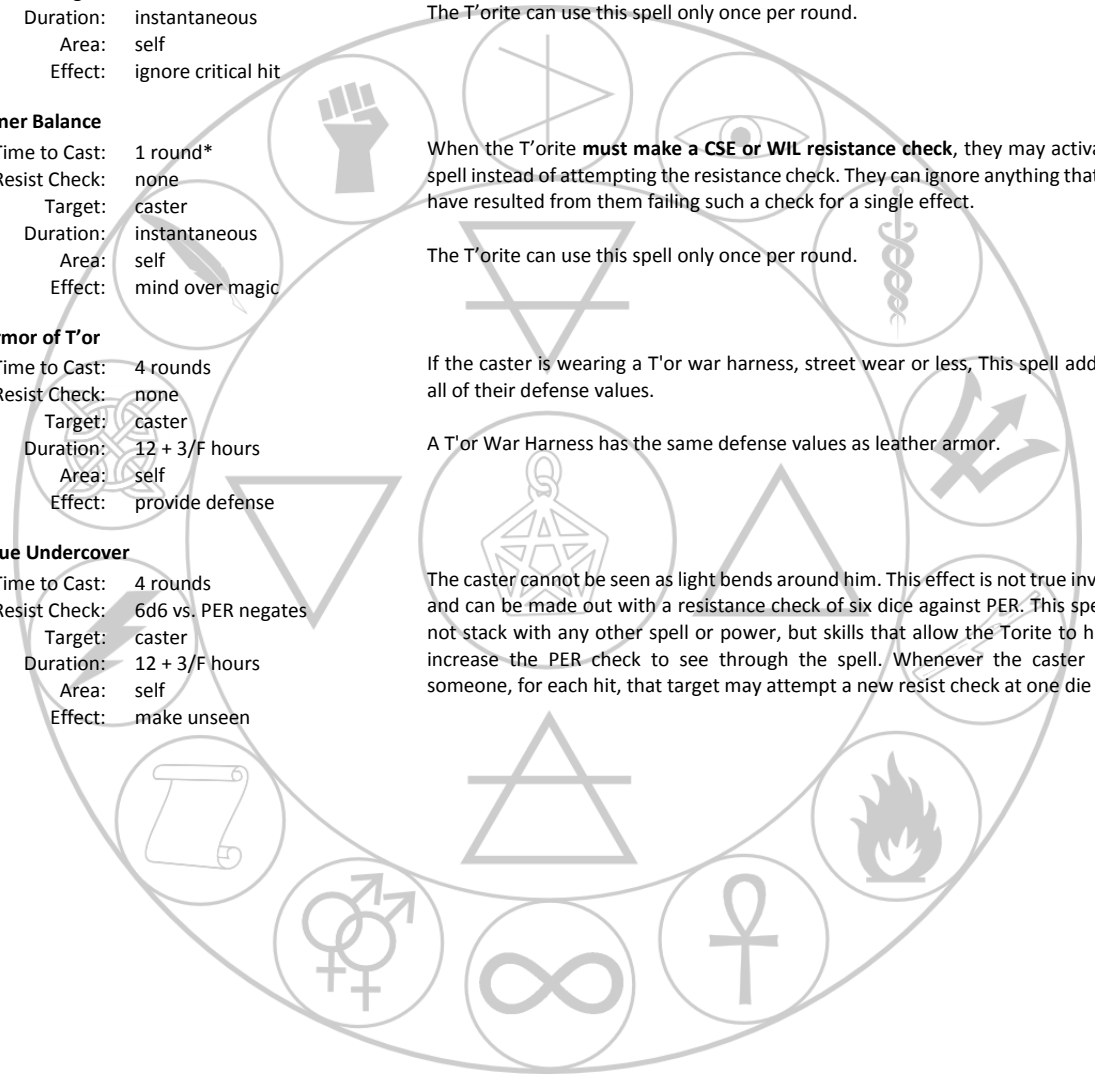 Duration: instantaneous
Area: self
Effect: ignore critical hit
The T’orite can use this spell only once per round.
ner Balance
Time to Cast: 1 round*
Resist Check: none
Target: caster
Duration: instantaneous
Area: self
Effect: mind over magic
When the T’orite must make a CSE or WIL resistance check, they may activa
spell instead of attempting the resistance check. They can ignore anything that
have resulted from them failing such a check for a single effect.
The T’orite can use this spell only once per round.
rmor of T’or
Time to Cast: 4 rounds
Resist Check: none
Target: caster
Duration: 12 + 3/F hours
Area: self
Effect: provide defense
If the caster is wearing a T'or war harness, street wear or less, This spell add
all of their defense values.
A T'or War Harness has the same defense values as leather armor.
ue Undercover
Time to Cast: 4 rounds
Resist Check: 6d6 vs. PER negates
Target: caster
Duration: 12 + 3/F hours
Area: self
Effect: make unseen
The caster cannot be seen as light bends around him. This effect is not true inv
and can be made out with a resistance check of six dice against PER. This spe
not stack with any other spell or power, but skills that allow the Torite to h
increase the PER check to see through the spell. Whenever the caster
someone, for each hit, that target may attempt a new resist check at one die